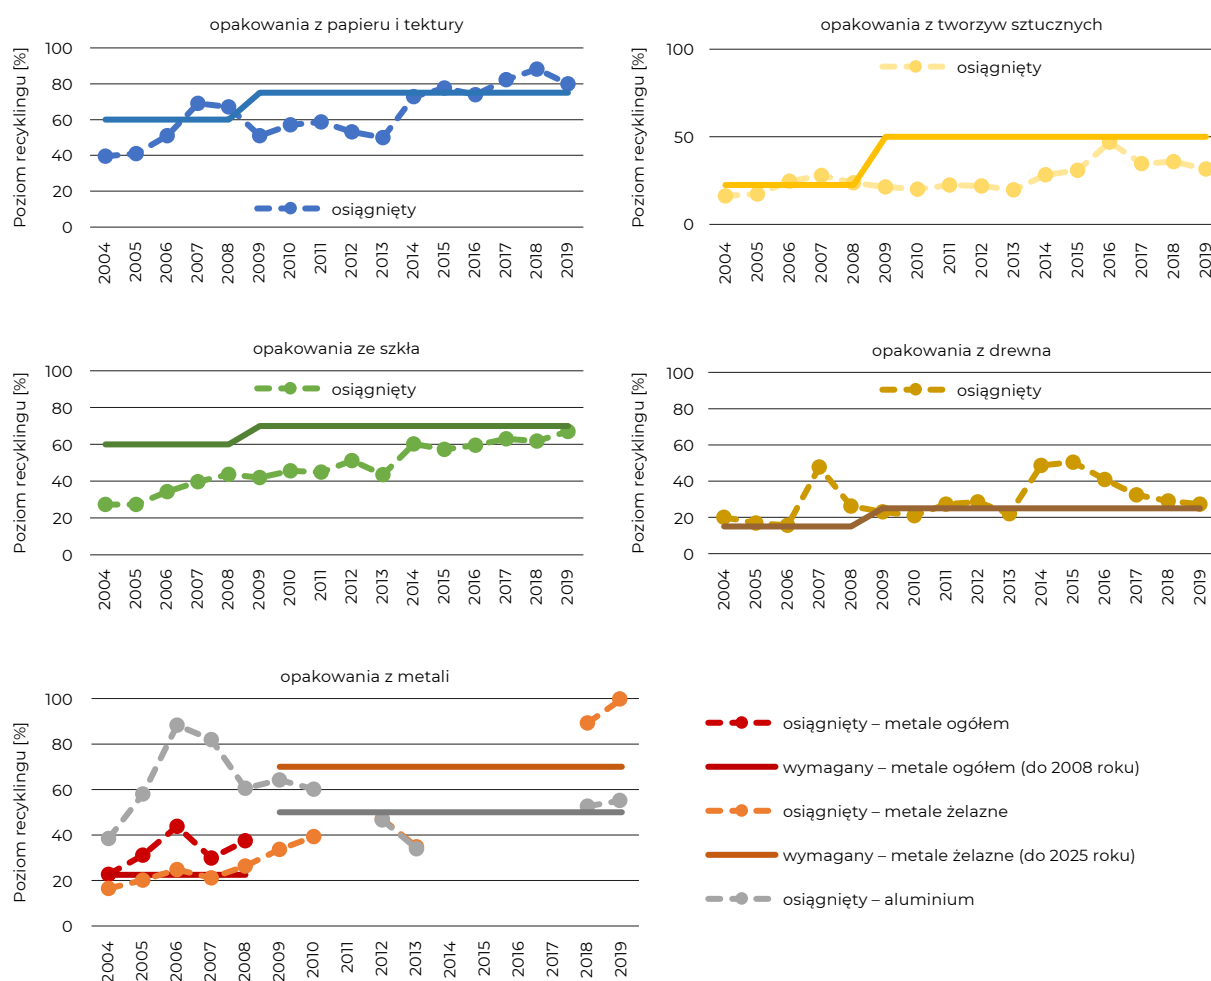 opakowania z papieru i tektury
Poziom recyklingu [%]
100
80
60
40
20
0
osiągnięty
2004 2005 2006 2007 2008 2009 2010 2011 2012 2013 2014 2015 2016 2017 2018 2019
opakowania z tworzyw sztucznych
Poziom recyklingu [%]
100
50
0
osiągnięty
2004 2005 2006 2007 2008 2009 2010 2011 2012 2013 2014 2015 2016 2017 2018 2019
opakowania ze szkła
Poziom recyklingu [%]
100
80
60
40
20
0
osiągnięty
2004 2005 2006 2007 2008 2009 2010 2011 2012 2013 2014 2015 2016 2017 2018 2019
opakowania z drewna
Poziom recyklingu [%]
100
80
60
40
20
0
osiągnięty
2004 2005 2006 2007 2008 2009 2010 2011 2012 2013 2014 2015 2016 2017 2018 2019
opakowania z metali
Poziom recyklingu [%]
100
80
60
40
20
0
2004 2005 2006 2007 2008 2009 2010 2011 2012 2013 2014 2015 2016 2017 2018 2019
osiągnięty – metale ogółem
wymagany – metale ogółem (do 2008 roku)
osiągnięty – metale żelazne
wymagany – metale żelazne (do 2025 roku)
osiągnięty – aluminium